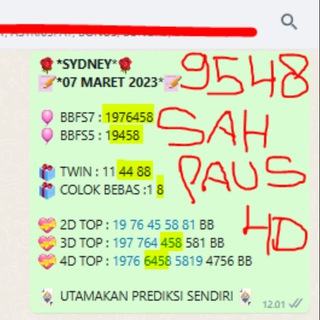 *SYDNEY*
*07 MARET 2023*
BBFS7 : 1976458
BBFS5 : 19458
TWIN : 11 44 88
COLOK BEBAS :1 8
2D TOP : 19 76 45 58 81 BB
3D TOP : 197 764 458 581 BB
4D TOP : 1976 6458 5819 4756 BB
UTAMAKAN PREDIKSI SENDIRI
12.01
9548
SAH
PAUS
4D